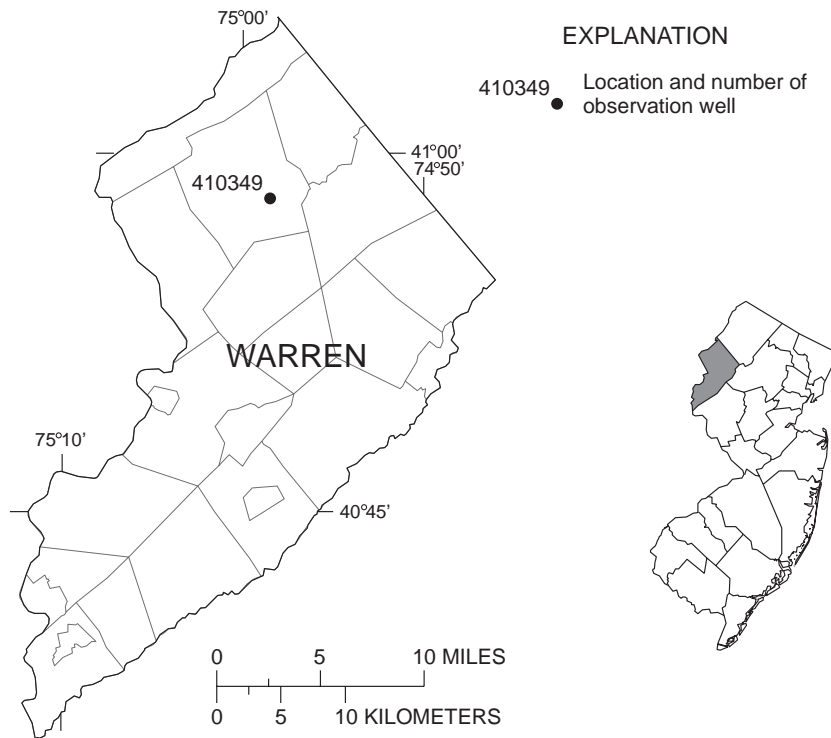 75°00'
EXPLANATION
410349
Location and number of
observation well
41°00'
74°50'
410349
WARREN
75°10'
40°45'
0 5 10 MILES
0 5 10 KILOMETERS